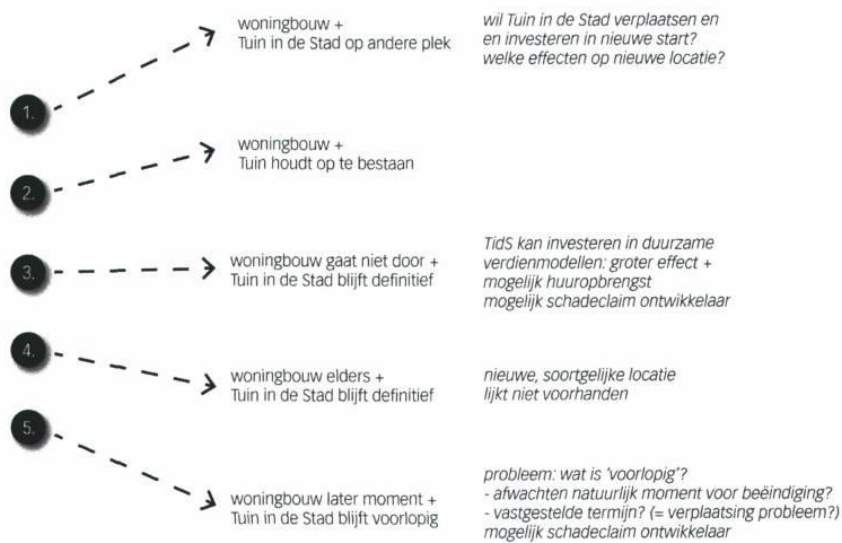 1.
woningbouw +
Tuin in de Stad op andere plek
wil Tuin in de Stad verplaatsen en
en investeren in nieuwe start?
welke effecten op nieuwe locatie?
2.
woningbouw +
Tuin houdt op te bestaan
3.
woningbouw gaat niet door +
Tuin in de Stad blijft definitief
TidS kan investeren in duurzame
verdienmodellen: groter effect +
mogelijk huuropbrengst
mogelijk schadeclaim ontwikkelaar
4.
woningbouw elders +
Tuin in de Stad blijft definitief
nieuwe, soortgelijke locatie
lijkt niet voorhanden
5.
woningbouw later moment +
Tuin in de Stad blijft voorlopig
probleem: wat is 'voorlopig'?
- afwachten natuurlijk moment voor beëindiging?
- vastgestelde termijn? (= verplaatsing probleem?)
mogelijk schadeclaim ontwikkelaar